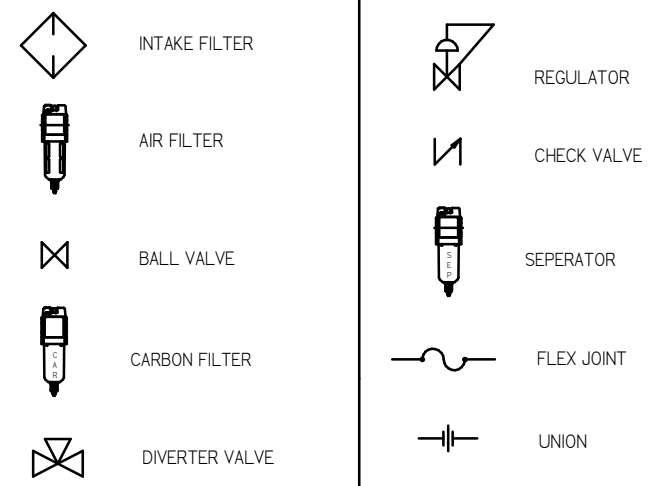 INTAKE FILTER
AIR FILTER
BALL VALVE
C
A
R
CARBON FILTER
DIVERTER VALVE
REGULATOR
CHECK VALVE
S
E
P
SEPERATOR
FLEX JOINT
UNION